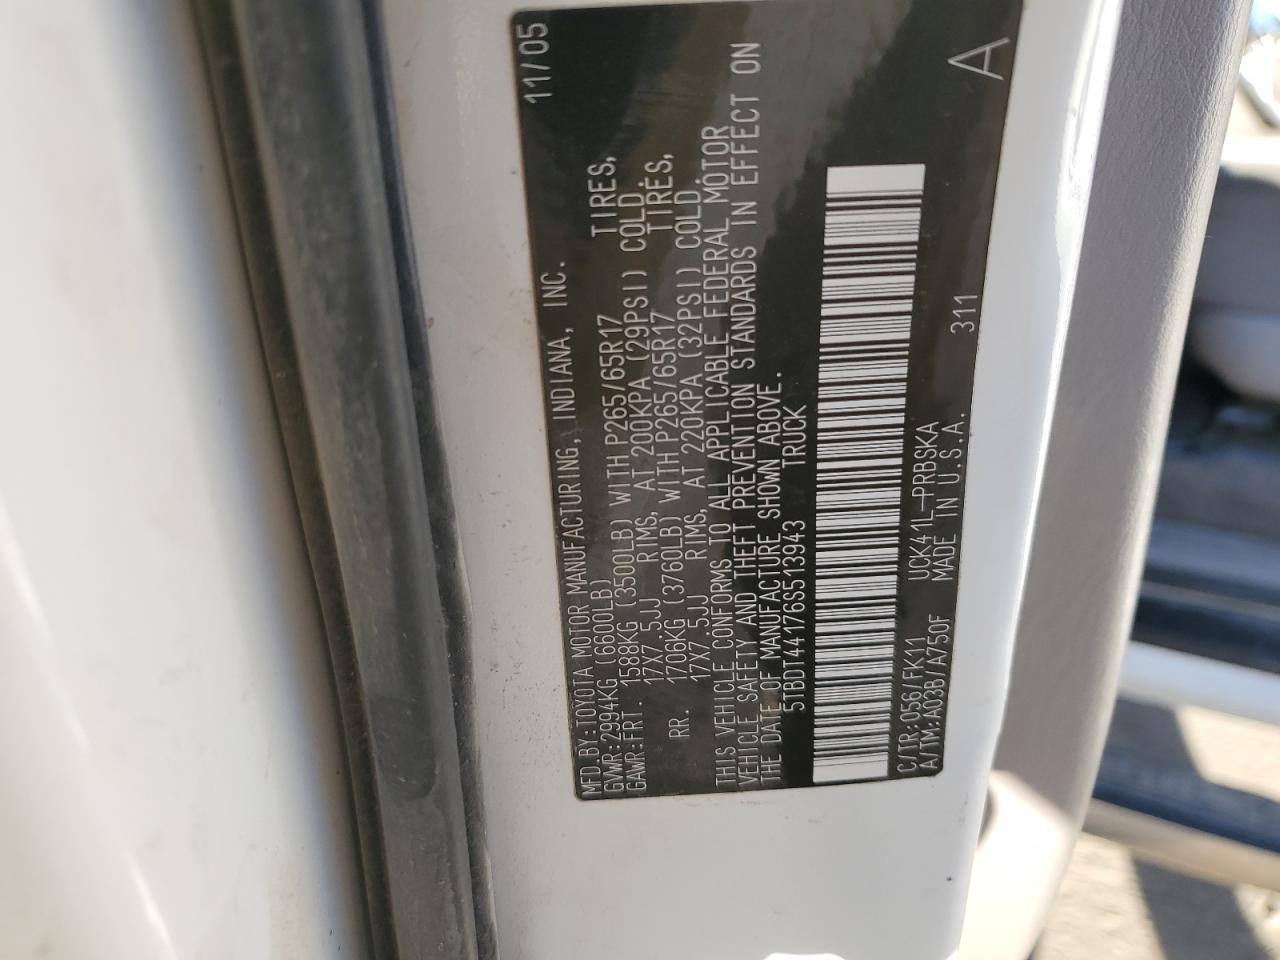 MFD.BY:TOYOTA MOTOR MANUFACTURING, INDIANA, INC. 11/05
GVWR:2994KG (6600LB)
GAWR:FRT. 1588KG (3500LB) WITH P265/65R17 TIRES,
17X7.5JJ RIMS, AT 200KPA (29PSI) COLD.
RR. 1706KG (3760LB) WITH P265/65R17 TIRES,
17X7.5JJ RIMS, AT 220KPA (32PSI) COLD.
THIS VEHICLE CONFORMS TO ALL APPLICABLE FEDERAL MOTOR
VEHICLE SAFETY AND THEFT PREVENTION STANDARDS IN EFFECT ON
THE DATE OF MANUFACTURE SHOWN ABOVE.
5TBDT44176S513943 TRUCK
C/TR:056/FK11 UCK41L-PRBSKA 311
A/TM:A03B/A750F MADE IN U.S.A. A